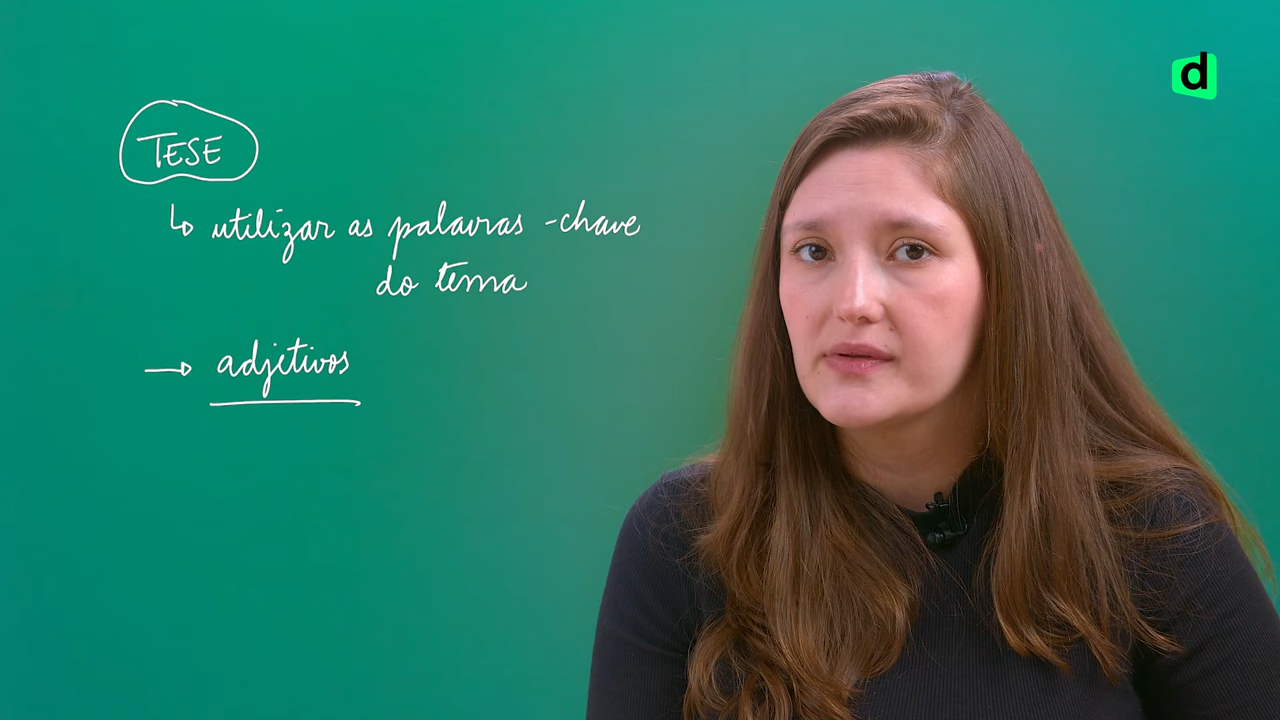 d
TESE
↳ utilizar as palavras-chave
do tema
→ adjetivos